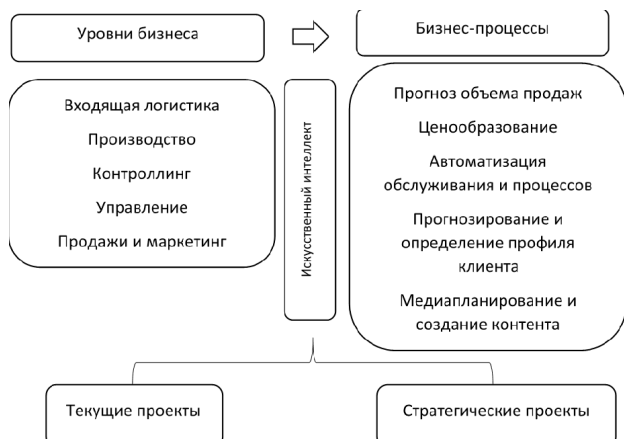 Уровни бизнеса
Бизнес-процессы
Входящая логистика
Производство
Контроллинг
Управление
Продажи и маркетинг
Искусственный интеллект
Прогноз объема продаж
Ценообразование
Автоматизация
обслуживания и процессов
Прогнозирование и
определение профиля
клиента
Медиапланирование и
создание контента
Текущие проекты
Стратегические проекты